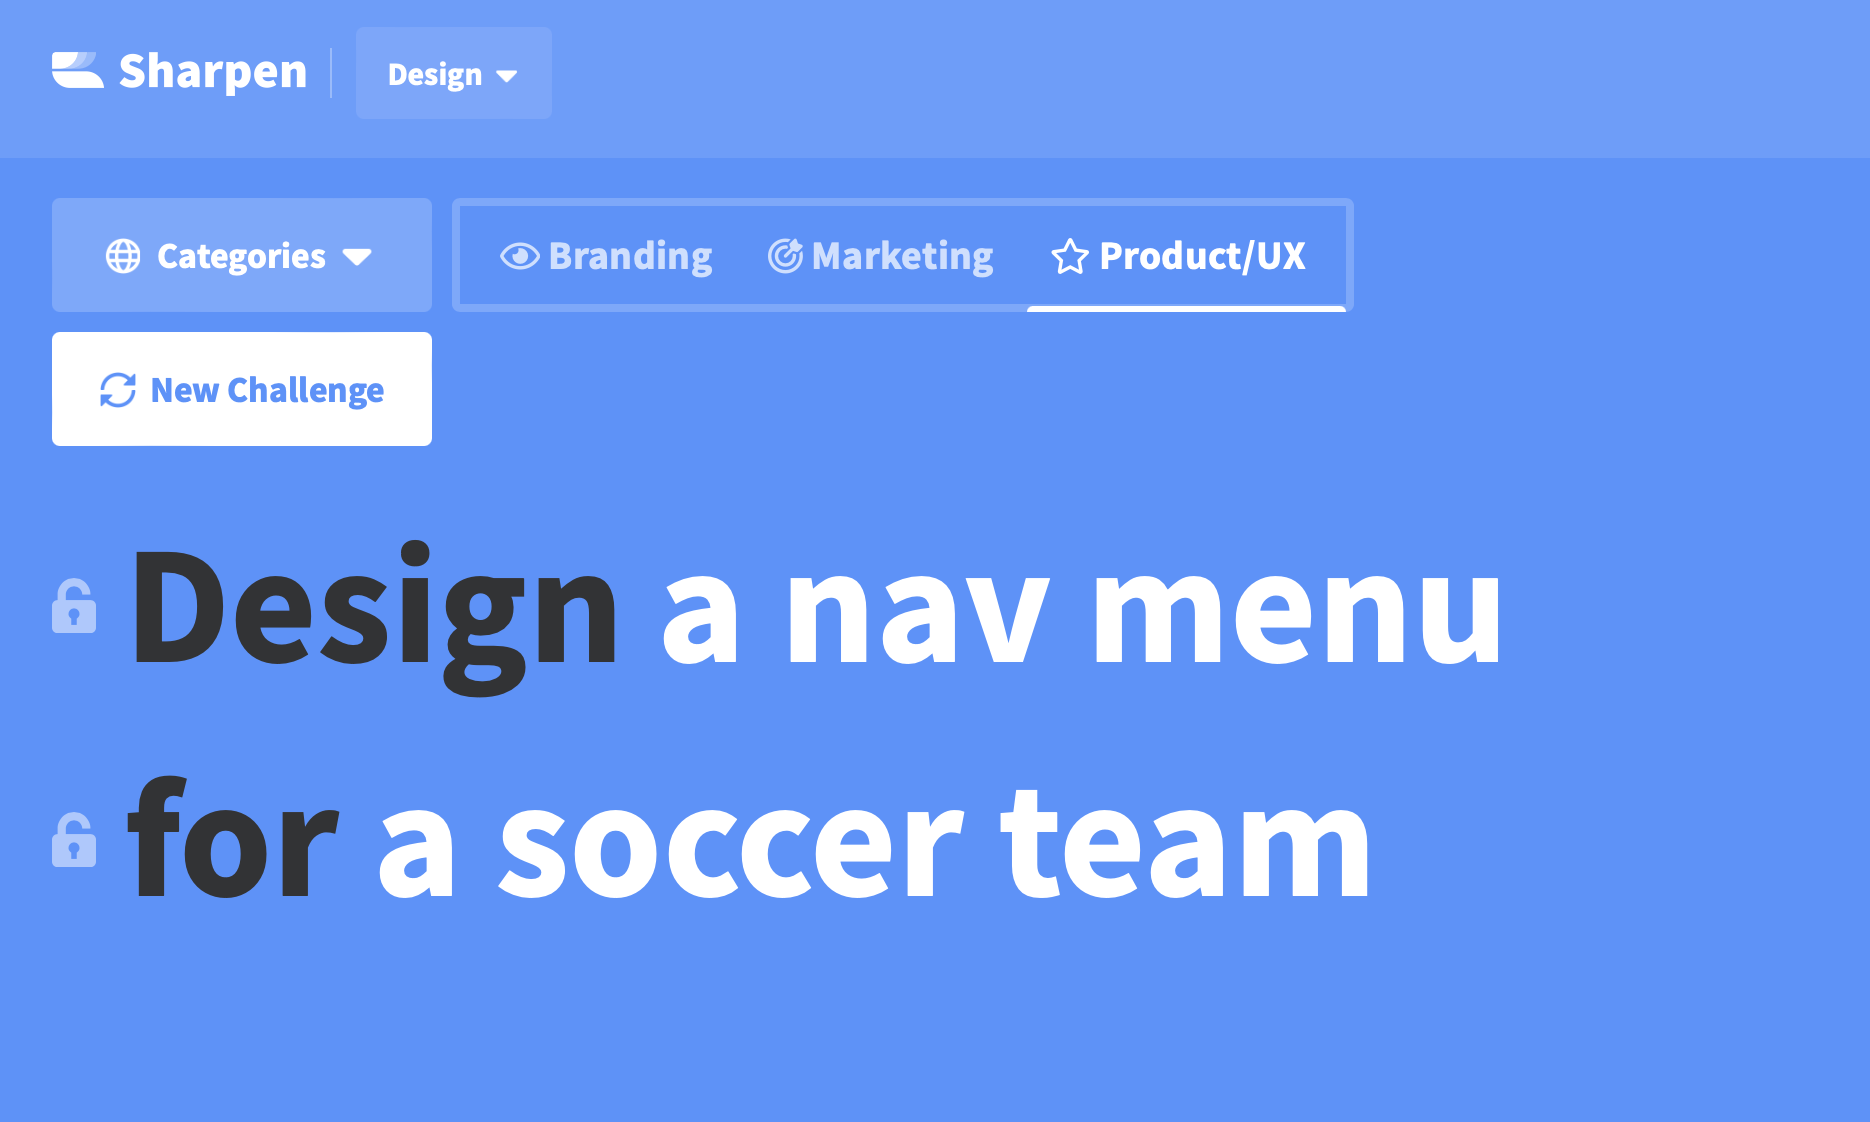 Sharpen
Design
Categories
Branding Marketing Product/UX
New Challenge
Design a nav menu
for a soccer team